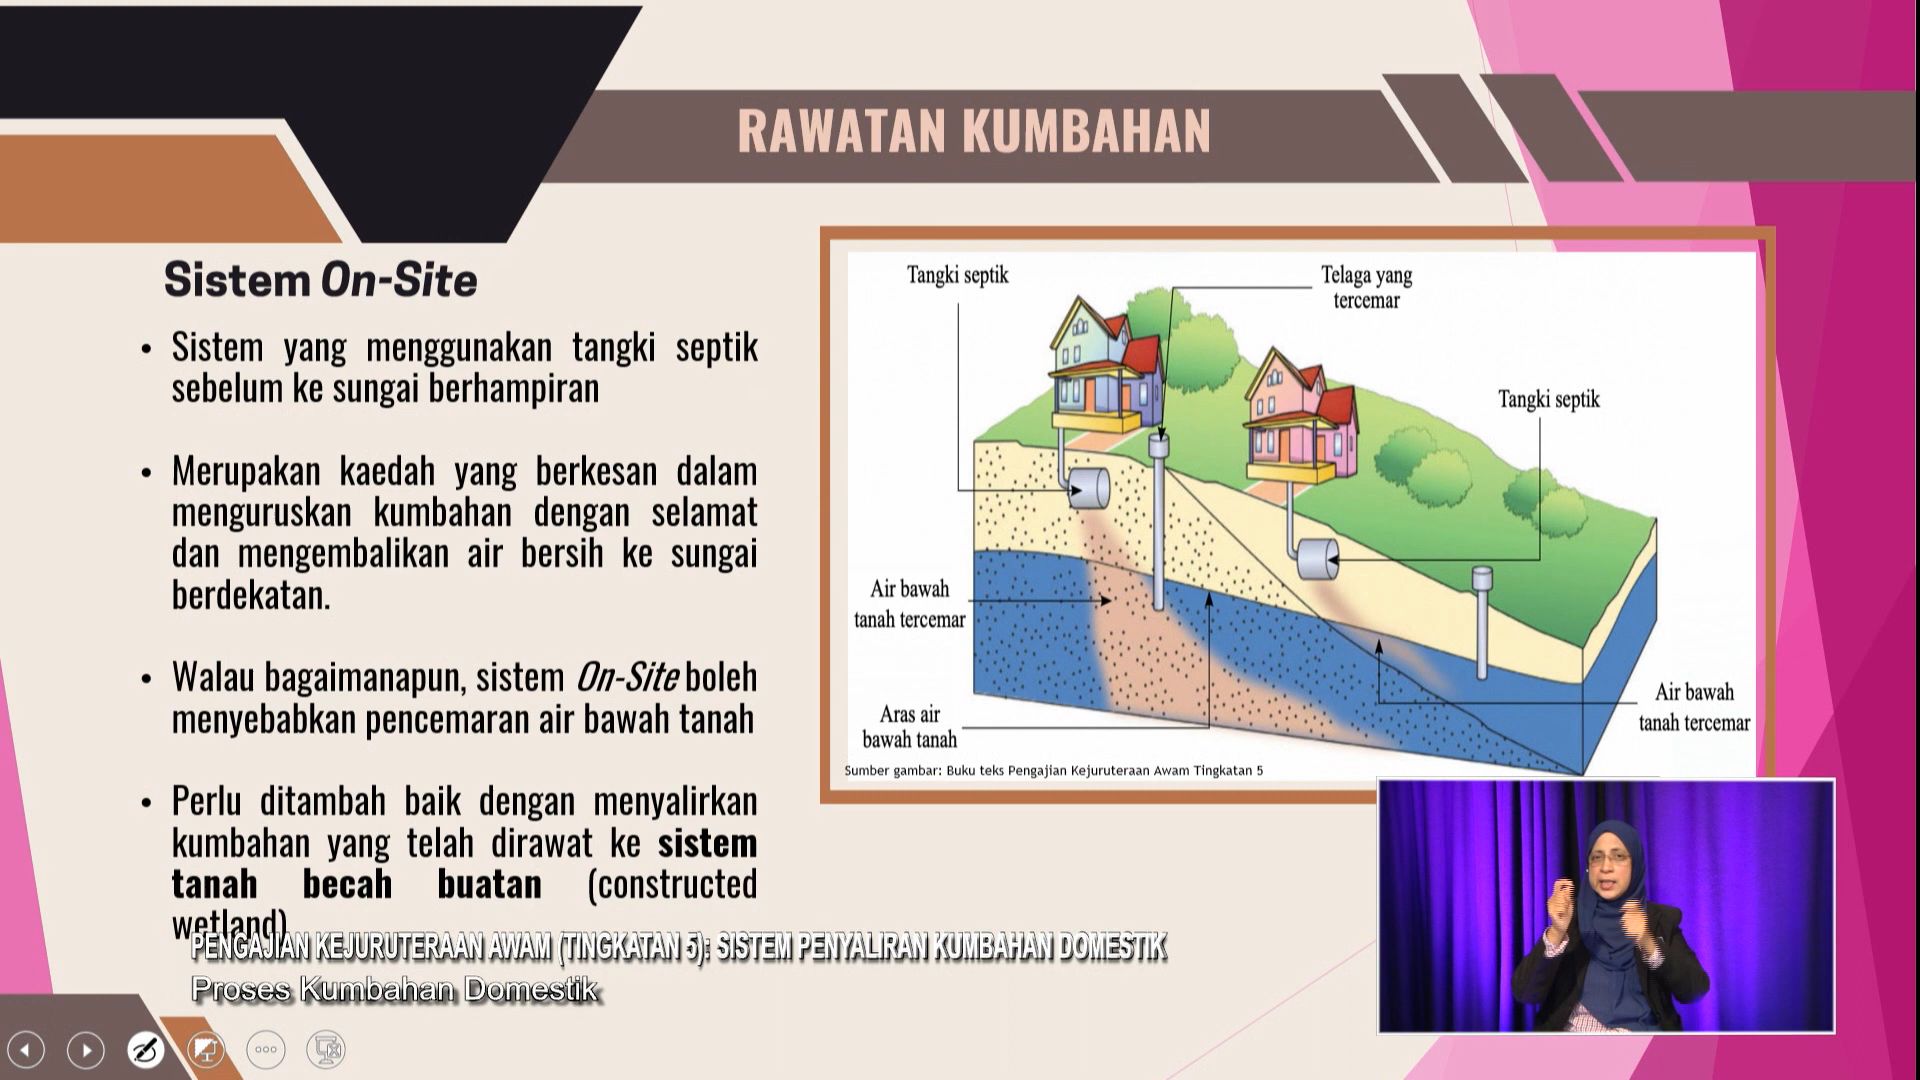 RAWATAN KUMBAHAN
Sistem On-Site
• Sistem yang menggunakan tangki septik
sebelum ke sungai berhampiran
• Merupakan kaedah yang berkesan dalam
menguruskan kumbahan dengan selamat
dan mengembalikan air bersih ke sungai
berdekatan.
• Walau bagaimanapun, sistem On-Site boleh
menyebabkan pencemaran air bawah tanah
• Perlu ditambah baik dengan menyalirkan
kumbahan yang telah dirawat ke sistem
tanah becah buatan (constructed
wetland)
Tangki septik
Telaga yang
tercemar
Tangki septik
Air bawah
tanah tercemar
Aras air
bawah tanah
Air bawah
tanah tercemar
Sumber gambar: Buku teks Pengajian Kejuruteraan Awam Tingkatan 5
PENGAJIAN KEJURUTERAAN AWAM (TINGKATAN 5): SISTEM PENYALIRAN KUMBAHAN DOMESTIK
Proses Kumbahan Domestik